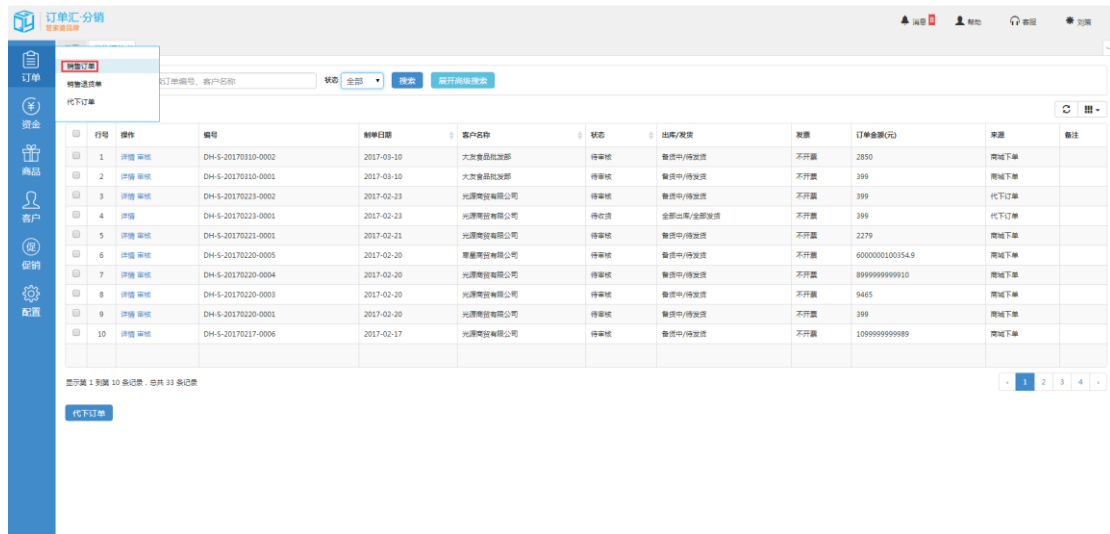 订单汇·分销
管家婆品牌
消息 帮助 客服 刘策
订单
资金
商品
客户
促
促销
配置
销售订单
销售退货单
代下订单
订单编号、客户名称 状态 全部 搜索 展开高级搜索
行号 操作 编号 制单日期 客户名称 状态 出库/发货 发票 订单金额(元) 来源 备注
1 详情 审核 DH-S-20170310-0002 2017-03-10 大友食品批发部 待审核 备货中/待发货 不开票 2850 商城下单
2 详情 审核 DH-S-20170310-0001 2017-03-10 大友食品批发部 待审核 备货中/待发货 不开票 399 商城下单
3 详情 审核 DH-S-20170223-0002 2017-02-23 光源商贸有限公司 待审核 备货中/待发货 不开票 399 代下订单
4 详情 DH-S-20170223-0001 2017-02-23 光源商贸有限公司 待收货 全部出库/全部发货 不开票 399 代下订单
5 详情 审核 DH-S-20170221-0001 2017-02-21 光源商贸有限公司 待审核 备货中/待发货 不开票 2279 商城下单
6 详情 审核 DH-S-20170220-0005 2017-02-20 商贸有限公司 待审核 备货中/待发货 不开票 6000000100354.9 商城下单
7 详情 审核 DH-S-20170220-0004 2017-02-20 光源商贸有限公司 待审核 备货中/待发货 不开票 8999999999910 商城下单
8 详情 审核 DH-S-20170220-0003 2017-02-20 光源商贸有限公司 待审核 备货中/待发货 不开票 9465 商城下单
9 详情 审核 DH-S-20170220-0001 2017-02-20 光源商贸有限公司 待审核 备货中/待发货 不开票 399 商城下单
10 详情 审核 DH-S-20170217-0006 2017-02-17 光源商贸有限公司 待审核 备货中/待发货 不开票 1099999999989 商城下单
显示第 1 到第 10 条记录，总共 33 条记录
‹ 1 2 3 4 ›
代下订单